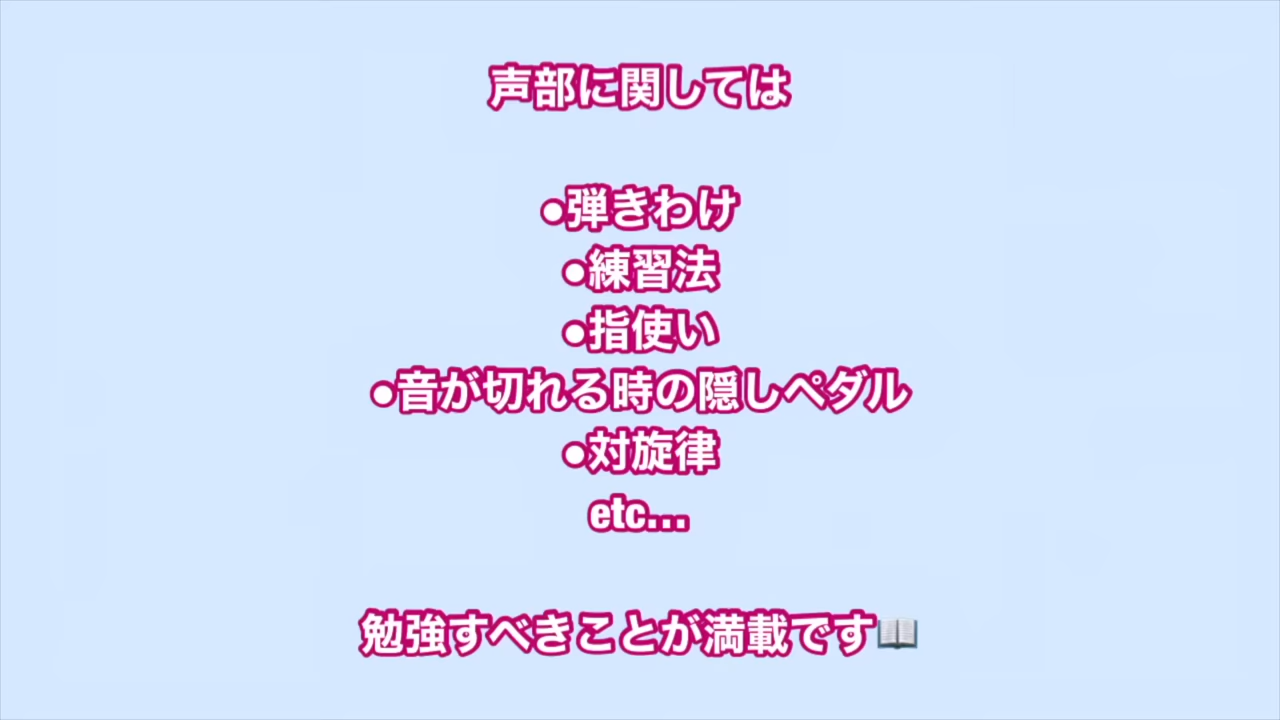 声部に関しては
●弾きわけ
●練習法
●指使い
●音が切れる時の隠しペダル
●対旋律
etc...
勉強すべきことが満載です📖